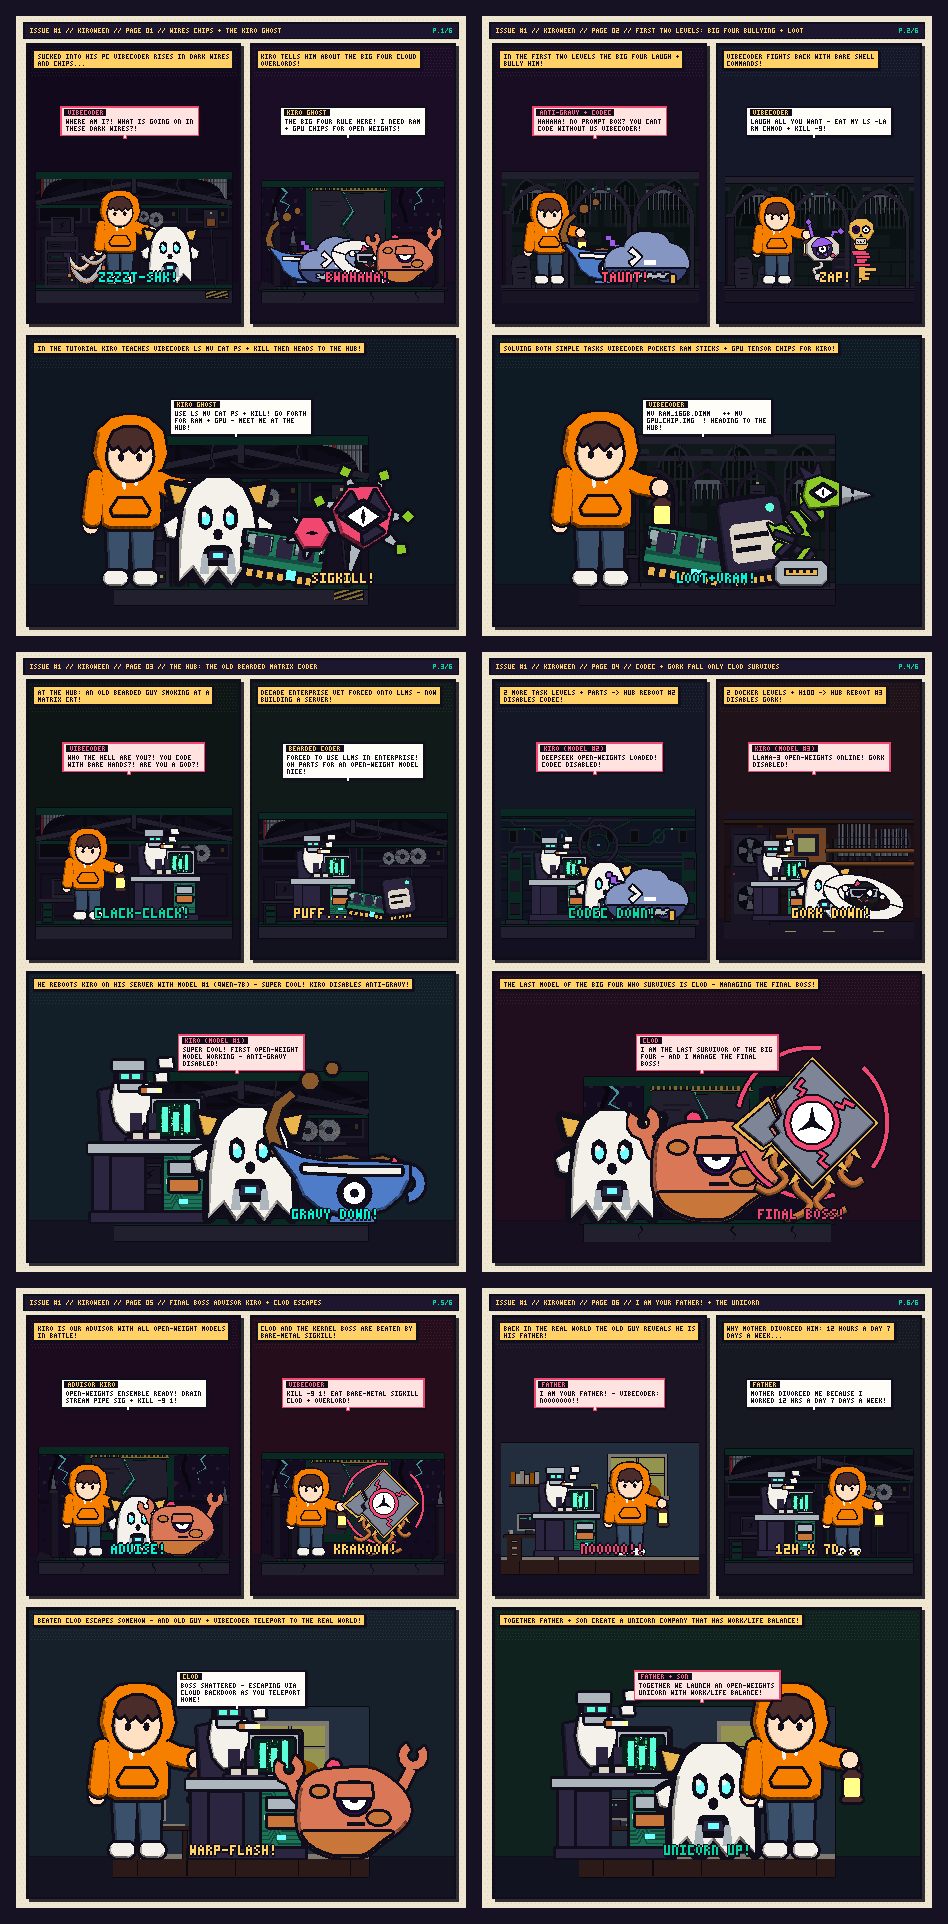 ISSUE #1 // KIROWEEN // PAGE 01 // WIRES CHIPS + THE KIRO GHOST
P.1/6
SUCKED INTO HIS PC VIBECODER RISES IN DARK WIRES
AND CHIPS...
VIBECODER
WHERE AM I?! WHAT IS GOING ON IN
THESE DARK WIRES?!
ZZZZT-SHK!
KIRO TELLS HIM ABOUT THE BIG FOUR CLOUD
OVERLORDS!
KIRO GHOST
THE BIG FOUR RULE HERE! I NEED RAM
+ GPU CHIPS FOR OPEN WEIGHTS!
BWAHAHA!
IN THE TUTORIAL KIRO TEACHES VIBECODER LS MV CAT PS + KILL THEN HEADS TO THE HUB!
KIRO GHOST
USE LS MV CAT PS + KILL! GO FORTH
FOR RAM + GPU - MEET ME AT THE
HUB!
SIGKILL!
ISSUE #1 // KIROWEEN // PAGE 02 // FIRST TWO LEVELS: BIG FOUR BULLYING + LOOT
P.2/6
IN THE FIRST TWO LEVELS THE BIG FOUR LAUGH +
BULLY HIM!
ANTI-GRAVY + CODEC
HAHAHA! NO PROMPT BOX? YOU CANT
CODE WITHOUT US VIBECODER!
TAUNT!
VIBECODER FIGHTS BACK WITH BARE SHELL
COMMANDS!
VIBECODER
LAUGH ALL YOU WANT - EAT MY LS -LA
RM CHMOD + KILL -9!
ZAP!
SOLVING BOTH SIMPLE TASKS VIBECODER POCKETS RAM STICKS + GPU TENSOR CHIPS FOR KIRO!
VIBECODER
MV RAM_16GB.DIMM ++ MV
GPU_CHIP.IMG ! HEADING TO THE
HUB!
LOOT+VRAM!
ISSUE #1 // KIROWEEN // PAGE 03 // THE HUB: THE OLD BEARDED MATRIX CODER
P.3/6
AT THE HUB: AN OLD BEARDED GUY SMOKING AT A
MATRIX CRT!
VIBECODER
WHO THE HELL ARE YOU?! YOU CODE
WITH BARE HANDS?! ARE YOU A GOD?!
CLACK-CLACK!
DECADE ENTERPRISE VET FORCED ONTO LLMS - NOW
BUILDING A SERVER!
BEARDED CODER
FORCED TO USE LLMS IN ENTERPRISE!
OH PARTS FOR AN OPEN-WEIGHT MODEL
NICE!
PUFF...
HE REBOOTS KIRO ON HIS SERVER WITH MODEL #1 (QWEN-7B) - SUPER COOL! KIRO DISABLES ANTI-GRAVY!
KIRO (MODEL #1)
SUPER COOL! FIRST OPEN-WEIGHT
MODEL WORKING - ANTI-GRAVY
DISABLED!
GRAVY DOWN!
ISSUE #1 // KIROWEEN // PAGE 04 // CODEC + GORK FALL ONLY CLOD SURVIVES
P.4/6
2 MORE TASK LEVELS + PARTS -> HUB REBOOT #2
DISABLES CODEC!
KIRO (MODEL #2)
DEEPSEEK OPEN-WEIGHTS LOADED!
CODEC DISABLED!
CODEC DOWN!
2 DOCKER LEVELS + H100 -> HUB REBOOT #3
DISABLES GORK!
KIRO (MODEL #3)
LLAMA-3 OPEN-WEIGHTS ONLINE! GORK
DISABLED!
GORK DOWN!
THE LAST MODEL OF THE BIG FOUR WHO SURVIVES IS CLOD - MANAGING THE FINAL BOSS!
CLOD
I AM THE LAST SURVIVOR OF THE BIG
FOUR - AND I MANAGE THE FINAL
BOSS!
FINAL BOSS!
ISSUE #1 // KIROWEEN // PAGE 05 // FINAL BOSS ADVISOR KIRO + CLOD ESCAPES
P.5/6
KIRO IS OUR ADVISOR WITH ALL OPEN-WEIGHT MODELS
IN BATTLE!
ADVISOR KIRO
OPEN-WEIGHTS ENSEMBLE READY! DRAIN
STREAM PIPE SIG + KILL -9 1!
ADVISE!
CLOD AND THE KERNEL BOSS ARE BEATEN BY
BARE-METAL SIGKILL!
VIBECODER
KILL -9 1! EAT BARE-METAL SIGKILL
CLOD + OVERLORD!
KRAKOOM!
BEATEN CLOD ESCAPES SOMEHOW - AND OLD GUY + VIBECODER TELEPORT TO THE REAL WORLD!
CLOD
BOSS SHATTERED - ESCAPING VIA
CLOUD BACKDOOR AS YOU TELEPORT
HOME!
WARP-FLASH!
ISSUE #1 // KIROWEEN // PAGE 06 // I AM YOUR FATHER! + THE UNICORN
P.6/6
BACK IN THE REAL WORLD THE OLD GUY REVEALS HE IS
HIS FATHER!
FATHER
I AM YOUR FATHER! - VIBECODER:
NOOOOOO!!
NOOOOO!!
WHY MOTHER DIVORCED HIM: 12 HOURS A DAY 7
DAYS A WEEK...
FATHER
MOTHER DIVORCED ME BECAUSE I
WORKED 12 HRS A DAY 7 DAYS A WEEK!
12H X 7D...
TOGETHER FATHER + SON CREATE A UNICORN COMPANY THAT HAS WORK/LIFE BALANCE!
FATHER + SON
TOGETHER WE LAUNCH AN OPEN-WEIGHTS
UNICORN WITH WORK/LIFE BALANCE!
UNICORN UP!